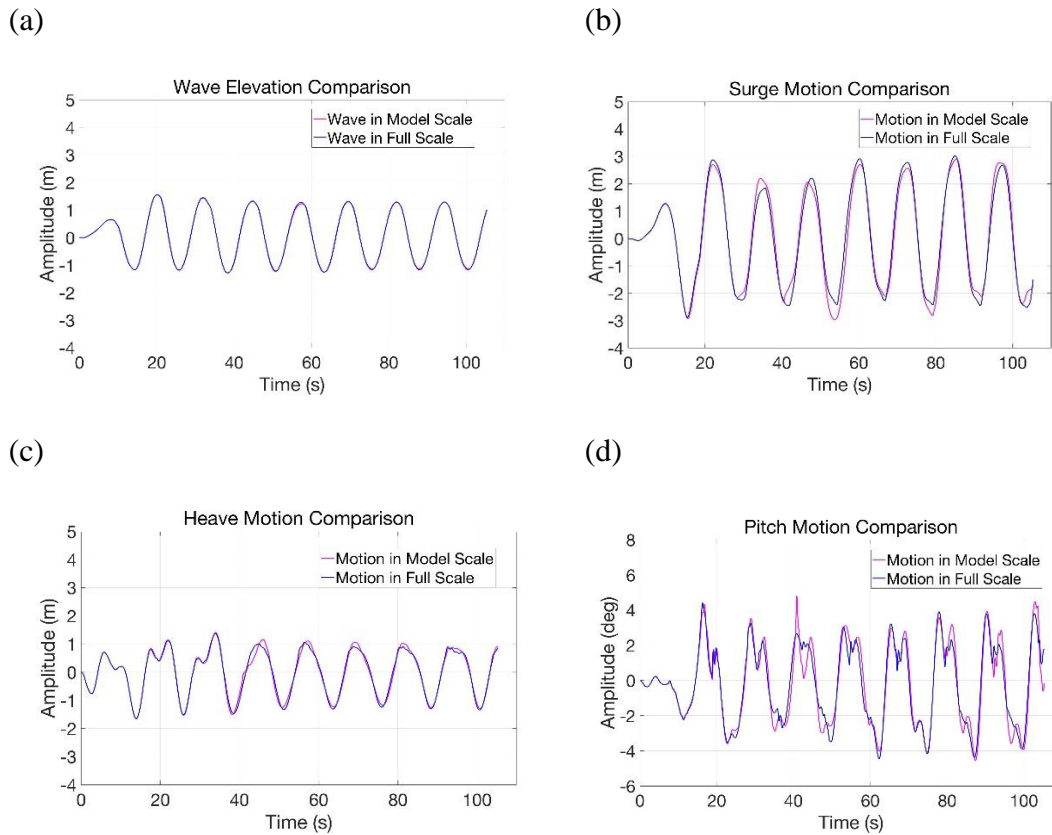 (a)
Wave Elevation Comparison
Wave in Model Scale
Wave in Full Scale
Amplitude (m)
5
4
3
2
1
0
-1
-2
-3
-4
0 20 40 60 80 100
Time (s)
(b)
Surge Motion Comparison
Motion in Model Scale
Motion in Full Scale
Amplitude (m)
5
4
3
2
1
0
-1
-2
-3
-4
0 20 40 60 80 100
Time (s)
(c)
Heave Motion Comparison
Motion in Model Scale
Motion in Full Scale
Amplitude (m)
5
4
3
2
1
0
-1
-2
-3
-4
0 20 40 60 80 100
Time (s)
(d)
Pitch Motion Comparison
Motion in Model Scale
Motion in Full Scale
Amplitude (deg)
8
6
4
2
0
-2
-4
-6
0 20 40 60 80 100
Time (s)